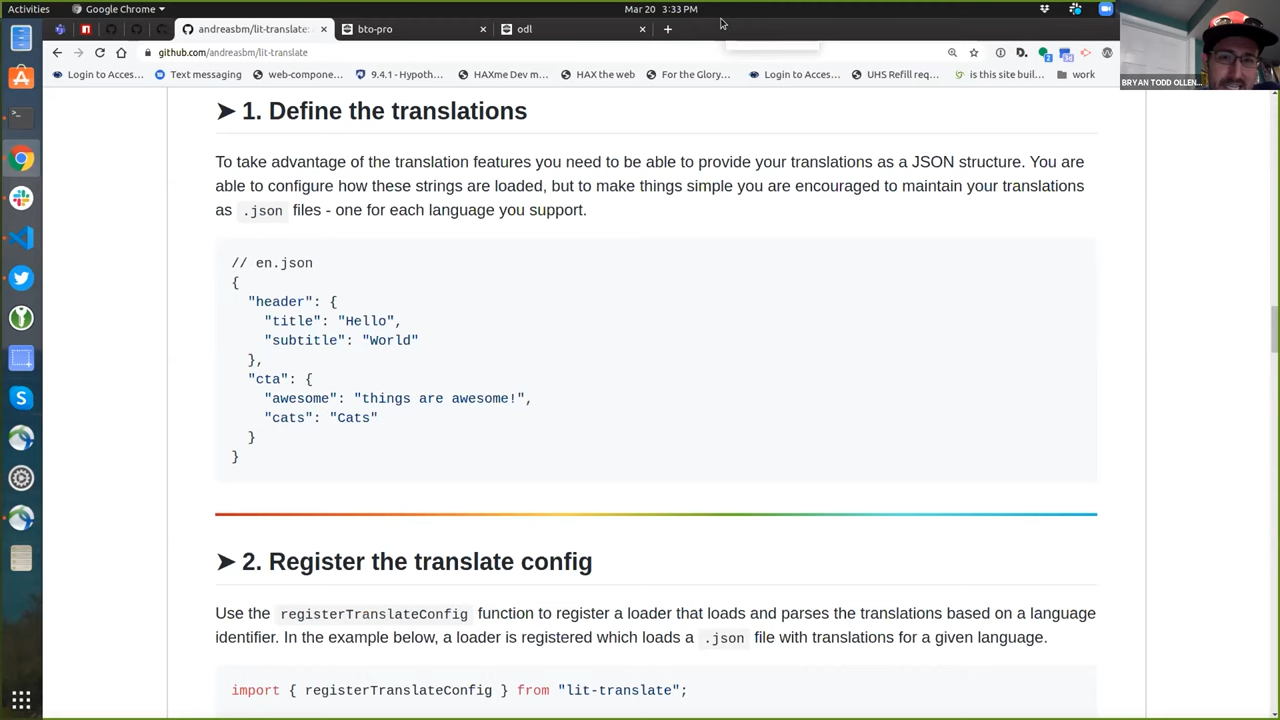 Activities
Google Chrome
Mar 20 3:33 PM
andreasbm/lit-translate:
bto-pro
odl
github.com/andreasbm/lit-translate
Login to Acces...
Text messaging
web-compone...
9.4.1 - Hypoth...
HAXme Dev m...
HAX the web
For the Glory...
Login to Acces...
UHS Refill req...
is this site buil...
work
BRYAN TODD OLLEN...
➤ 1. Define the translations
To take advantage of the translation features you need to be able to provide your translations as a JSON structure. You are
able to configure how these strings are loaded, but to make things simple you are encouraged to maintain your translations
as .json files - one for each language you support.
// en.json
{
"header": {
"title": "Hello",
"subtitle": "World"
},
"cta": {
"awesome": "things are awesome!",
"cats": "Cats"
}
}
➤ 2. Register the translate config
Use the registerTranslateConfig function to register a loader that loads and parses the translations based on a language
identifier. In the example below, a loader is registered which loads a .json file with translations for a given language.
import { registerTranslateConfig } from "lit-translate";